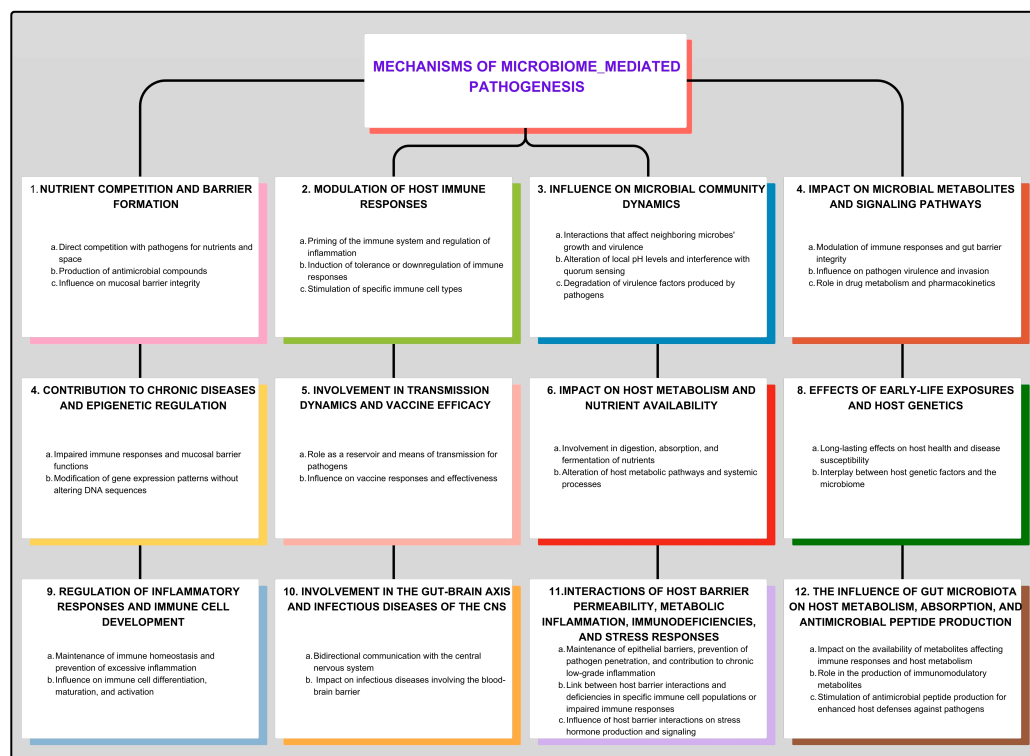 MECHANISMS OF MICROBIOME_MEDIATED
PATHOGENESIS
1. NUTRIENT COMPETITION AND BARRIER
FORMATION
a. Direct competition with pathogens for nutrients and
space
b. Production of antimicrobial compounds
c. Influence on mucosal barrier integrity
2. MODULATION OF HOST IMMUNE
RESPONSES
a. Priming of the immune system and regulation of
inflammation
b. Induction of tolerance or downregulation of immune
responses
c. Stimulation of specific immune cell types
3. INFLUENCE ON MICROBIAL COMMUNITY
DYNAMICS
a. Interactions that affect neighboring microbes'
growth and virulence
b. Alteration of local pH levels and interference with
quorum sensing
c. Degradation of virulence factors produced by
pathogens
4. IMPACT ON MICROBIAL METABOLITES
AND SIGNALING PATHWAYS
a. Modulation of immune responses and gut barrier
integrity
b. Influence on pathogen virulence and invasion
c. Role in drug metabolism and pharmacokinetics
4. CONTRIBUTION TO CHRONIC DISEASES
AND EPIGENETIC REGULATION
a. Impaired immune responses and mucosal barrier
functions
b. Modification of gene expression patterns without
altering DNA sequences
5. INVOLVEMENT IN TRANSMISSION
DYNAMICS AND VACCINE EFFICACY
a. Role as a reservoir and means of transmission for
pathogens
b. Influence on vaccine responses and effectiveness
6. IMPACT ON HOST METABOLISM AND
NUTRIENT AVAILABILITY
a. Involvement in digestion, absorption, and
fermentation of nutrients
b. Alteration of host metabolic pathways and systemic
processes
8. EFFECTS OF EARLY-LIFE EXPOSURES
AND HOST GENETICS
a. Long-lasting effects on host health and disease
susceptibility
b. Interplay between host genetic factors and the
microbiome
9. REGULATION OF INFLAMMATORY
RESPONSES AND IMMUNE CELL
DEVELOPMENT
a. Maintenance of immune homeostasis and
prevention of excessive inflammation
b. Influence on immune cell differentiation,
maturation, and activation
10. INVOLVEMENT IN THE GUT-BRAIN AXIS
AND INFECTIOUS DISEASES OF THE CNS
a. Bidirectional communication with the central
nervous system
b. Impact on infectious diseases involving the blood-
brain barrier
11.INTERACTIONS OF HOST BARRIER
PERMEABILITY, METABOLIC
INFLAMMATION, IMMUNODEFICIENCIES,
AND STRESS RESPONSES
a. Maintenance of epithelial barriers, prevention of
pathogen penetration, and contribution to chronic
low-grade inflammation
b. Link between host barrier interactions and
deficiencies in specific immune cell populations or
impaired immune responses
c. Influence of host barrier interactions on stress
hormone production and signaling
12. THE INFLUENCE OF GUT MICROBIOTA
ON HOST METABOLISM, ABSORPTION, AND
ANTIMICROBIAL PEPTIDE PRODUCTION
a. Impact on the availability of metabolites affecting
immune responses and host metabolism
b. Role in the production of immunomodulatory
metabolites
c. Stimulation of antimicrobial peptide production for
enhanced host defenses against pathogens